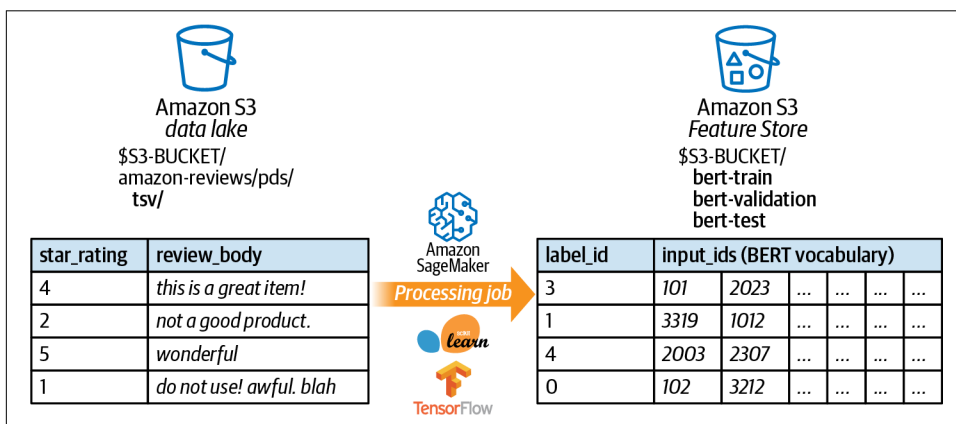 Amazon S3
data lake
$S3-BUCKET/
amazon-reviews/pds/
tsv/
star_rating review_body
4 this is a great item!
2 not a good product.
5 wonderful
1 do not use! awful. blah
Amazon
SageMaker
Processing job
scikit
learn
TensorFlow
Amazon S3
Feature Store
$S3-BUCKET/
bert-train
bert-validation
bert-test
label_id input_ids (BERT vocabulary)
3 101 2023 ... ... ... ...
1 3319 1012 ... ... ... ...
4 2003 2307 ... ... ... ...
0 102 3212 ... ... ... ...